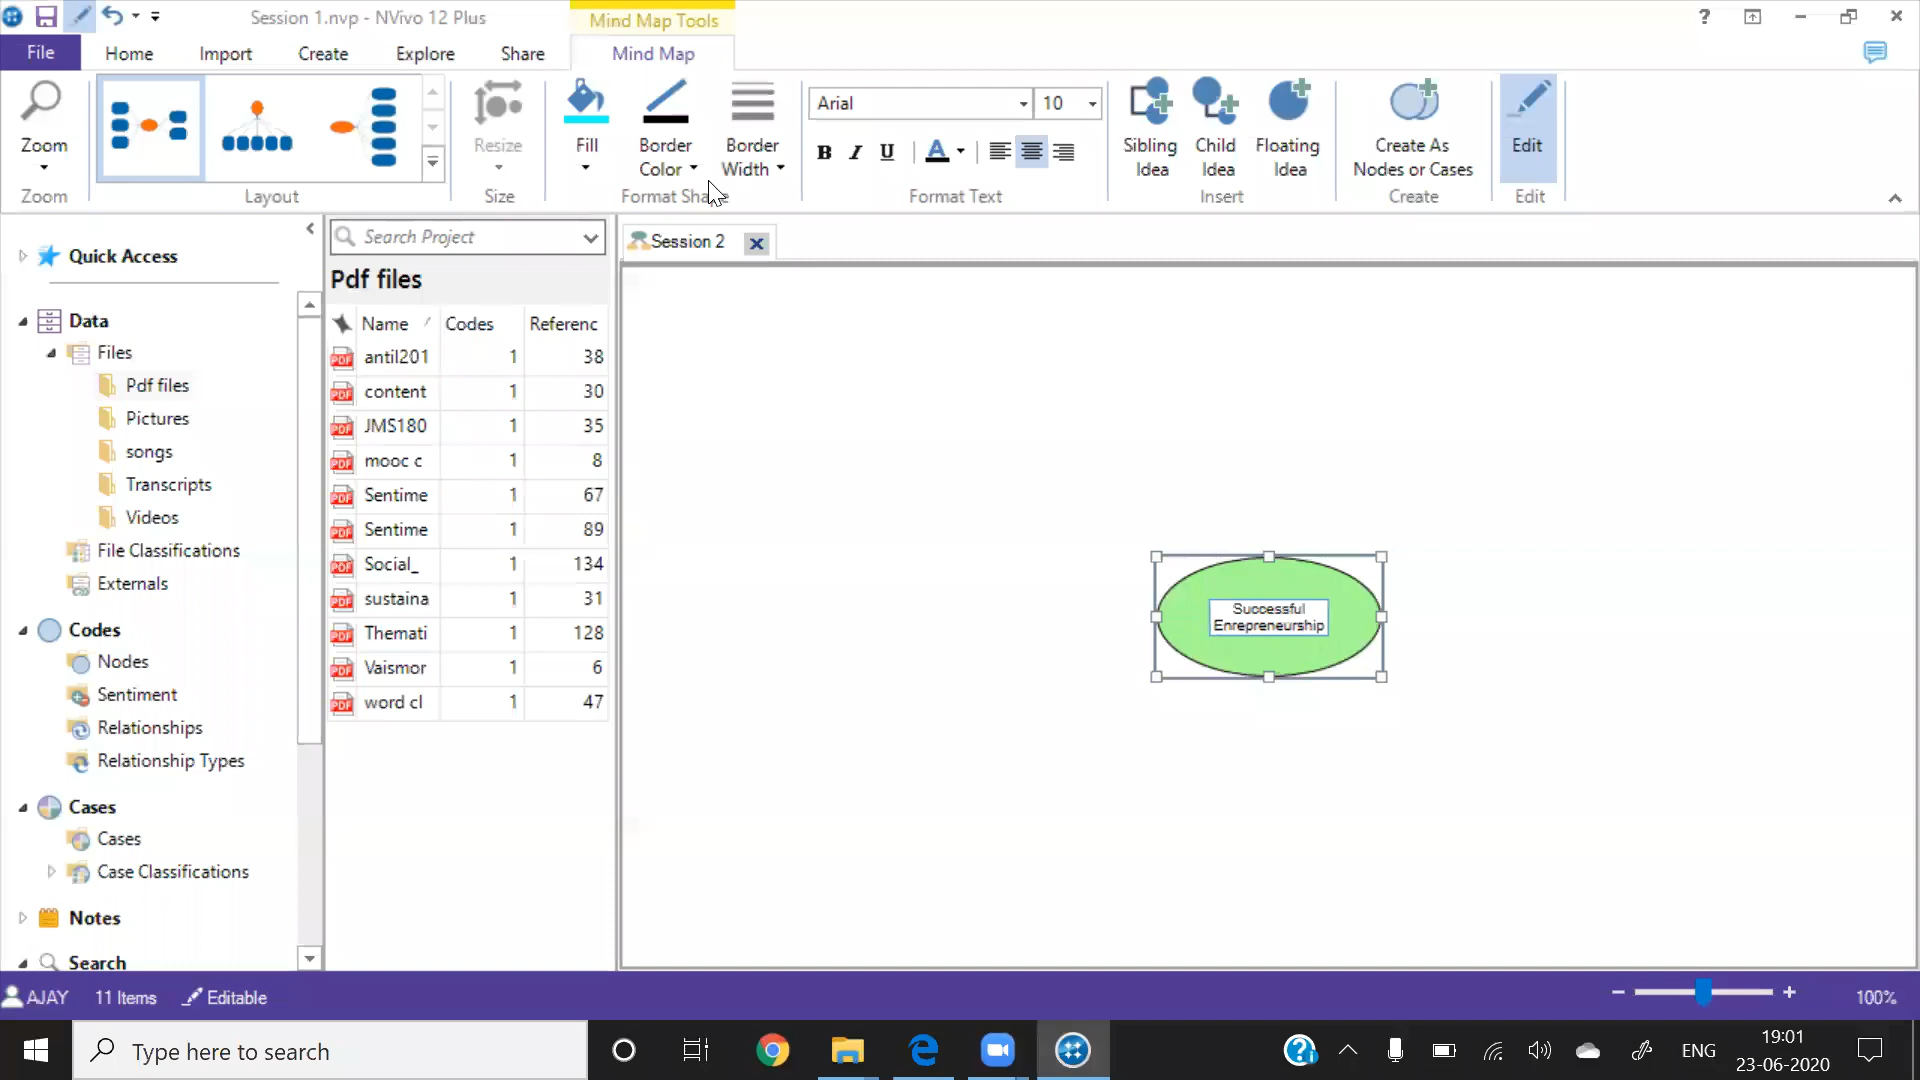 Session 1.nvp - NVivo 12 Plus
Mind Map Tools
File
Home
Import
Create
Explore
Share
Mind Map
Zoom
Zoom
Layout
Resize
Size
Fill
Border
Color
Border
Width
Format Sha
Arial
10
B I U A
Format Text
Sibling
Idea
Child
Idea
Floating
Idea
Insert
Create As
Nodes or Cases
Create
Edit
Edit
Quick Access
Data
Files
Pdf files
Pictures
songs
Transcripts
Videos
File Classifications
Externals
Codes
Nodes
Sentiment
Relationships
Relationship Types
Cases
Cases
Case Classifications
Notes
Search
Search Project
Pdf files
Name Codes Referenc
antil201 1 38
content 1 30
JMS180 1 35
mooc c 1 8
Sentime 1 67
Sentime 1 89
Social_ 1 134
sustaina 1 31
Themati 1 128
Vaismor 1 6
word cl 1 47
Session 2
Successful
Enrepreneurship
AJAY 11 Items Editable
100%
Type here to search
ENG
19:01
23-06-2020